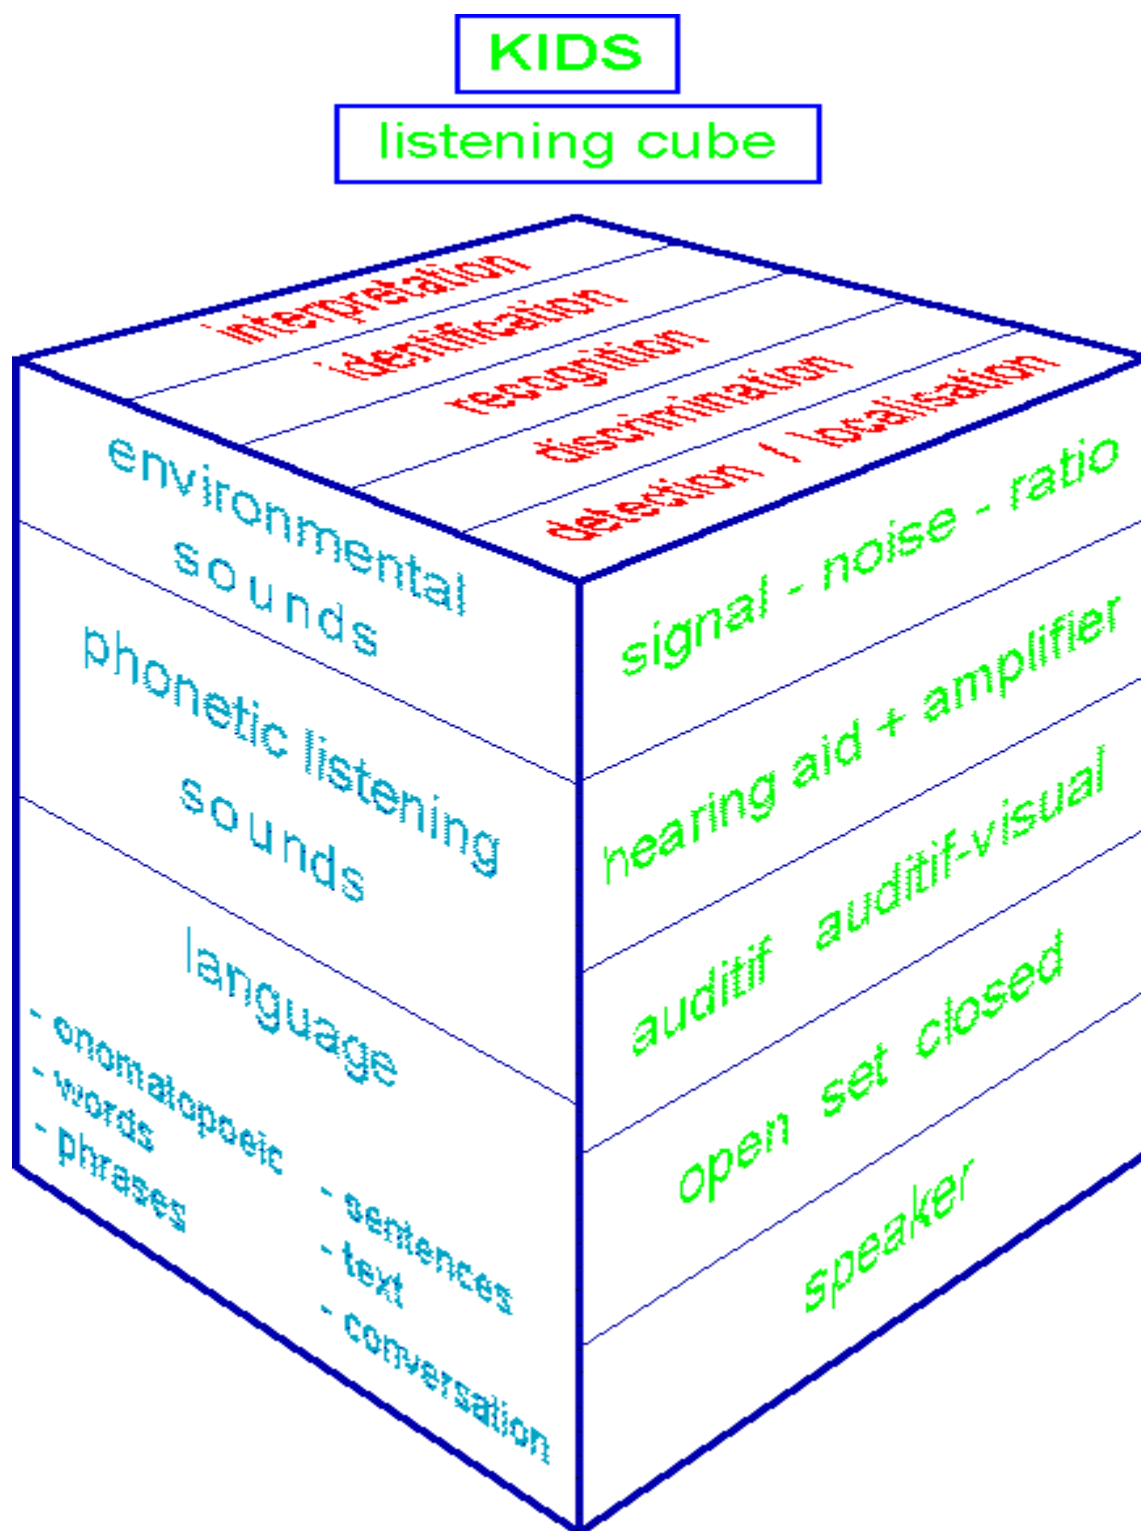 KIDS
listening cube
interpretation
identification
recognition
discrimination
detection / localisation
environmental
sounds
phonetic listening
sounds
language
- onomatopoeic
- words
- phrases
- sentences
- text
- conversation
signal - noise - ratio
hearing aid + amplifier
auditif auditif-visual
open set closed
speaker